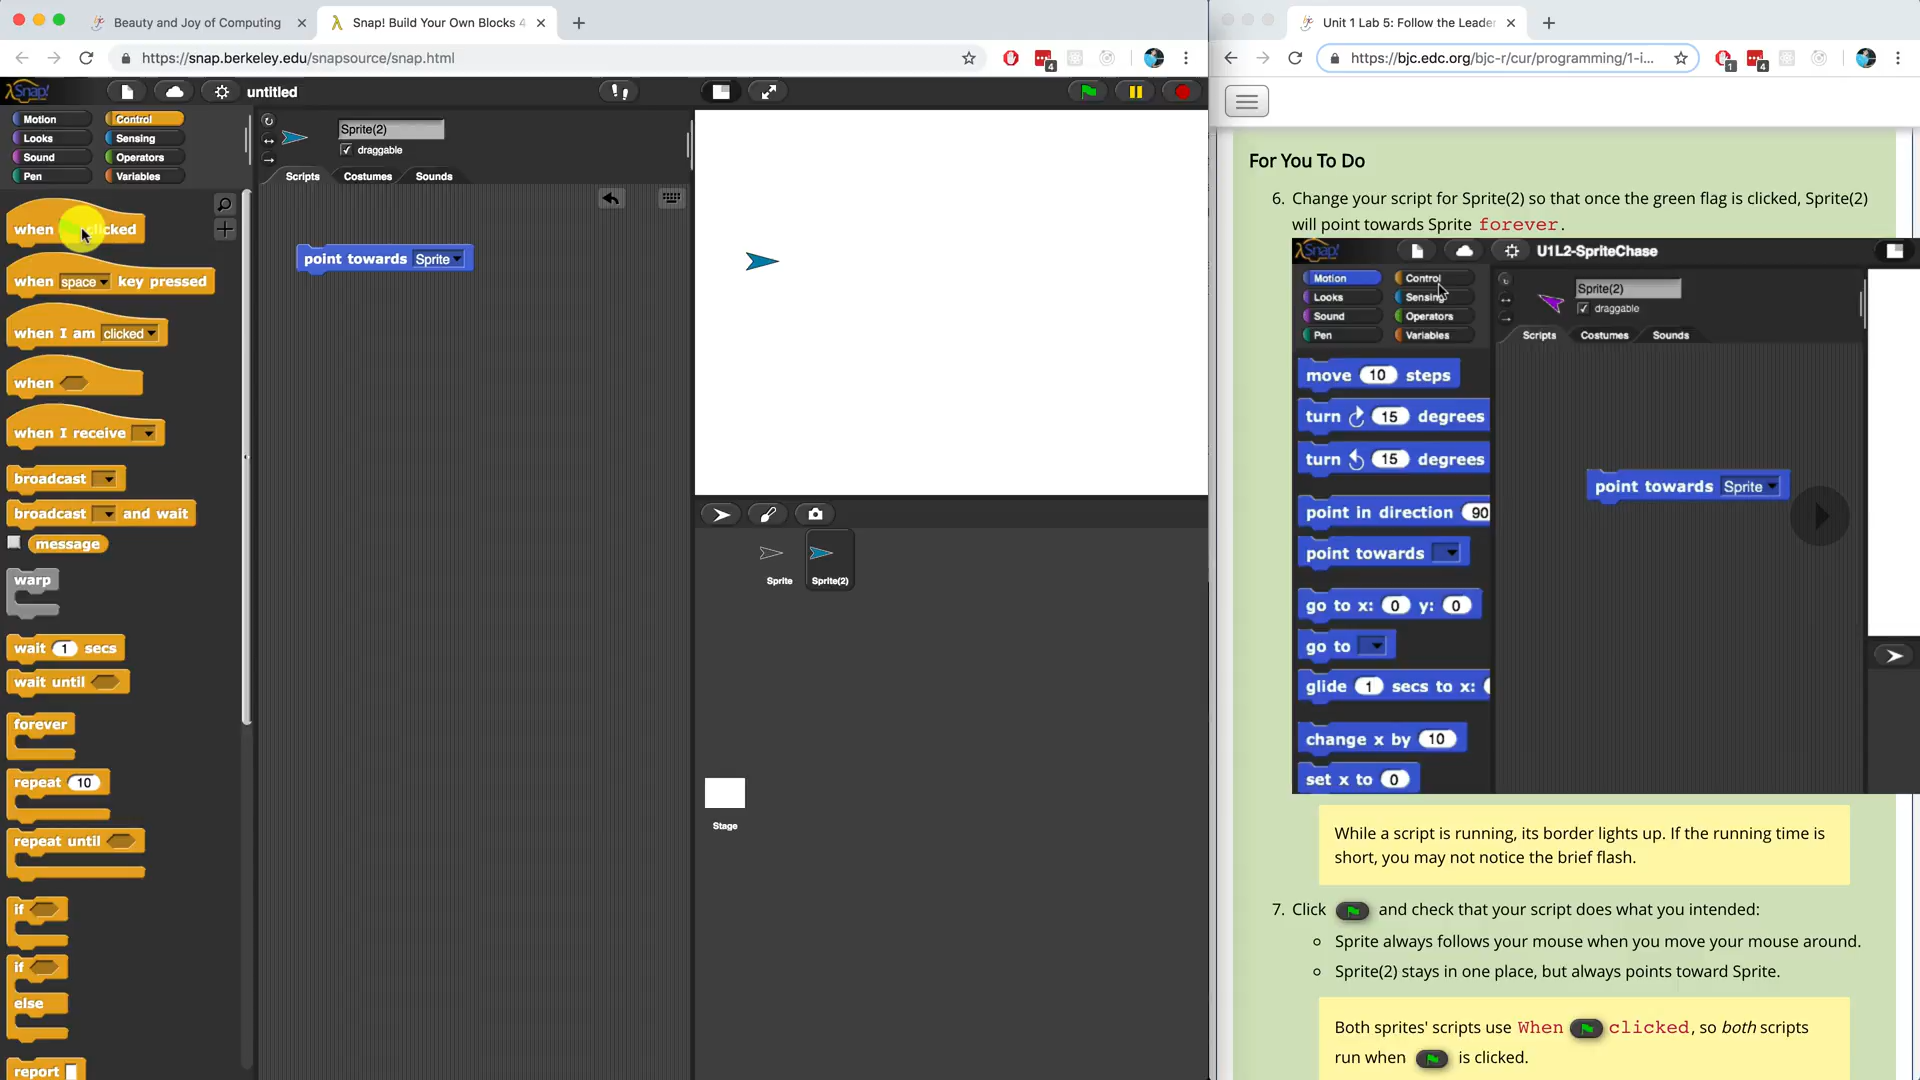 Beauty and Joy of Computing
Snap! Build Your Own Blocks 4
https://snap.berkeley.edu/snapsource/snap.html
4
Snap!
untitled
Motion
Control
Looks
Sensing
Sound
Operators
Pen
Variables
when clicked
when space key pressed
when I am clicked
when
when I receive
broadcast
broadcast and wait
message
warp
wait 1 secs
wait until
forever
repeat 10
repeat until
if
if
else
report
Sprite(2)
draggable
Scripts
Costumes
Sounds
point towards Sprite
Sprite
Sprite(2)
Stage
Unit 1 Lab 5: Follow the Leader
https://bjc.edc.org/bjc-r/cur/programming/1-i...
1
4
For You To Do
6. Change your script for Sprite(2) so that once the green flag is clicked, Sprite(2)
will point towards Sprite forever.
Snap!
U1L2-SpriteChase
Motion
Control
Looks
Sensing
Sound
Operators
Pen
Variables
Sprite(2)
draggable
Scripts
Costumes
Sounds
move 10 steps
turn 15 degrees
turn 15 degrees
point in direction 90
point towards
go to x: 0 y: 0
go to
glide 1 secs to x:
change x by 10
set x to 0
point towards Sprite
While a script is running, its border lights up. If the running time is
short, you may not notice the brief flash.
7. Click and check that your script does what you intended:
Sprite always follows your mouse when you move your mouse around.
Sprite(2) stays in one place, but always points toward Sprite.
Both sprites' scripts use When clicked, so both scripts
run when is clicked.